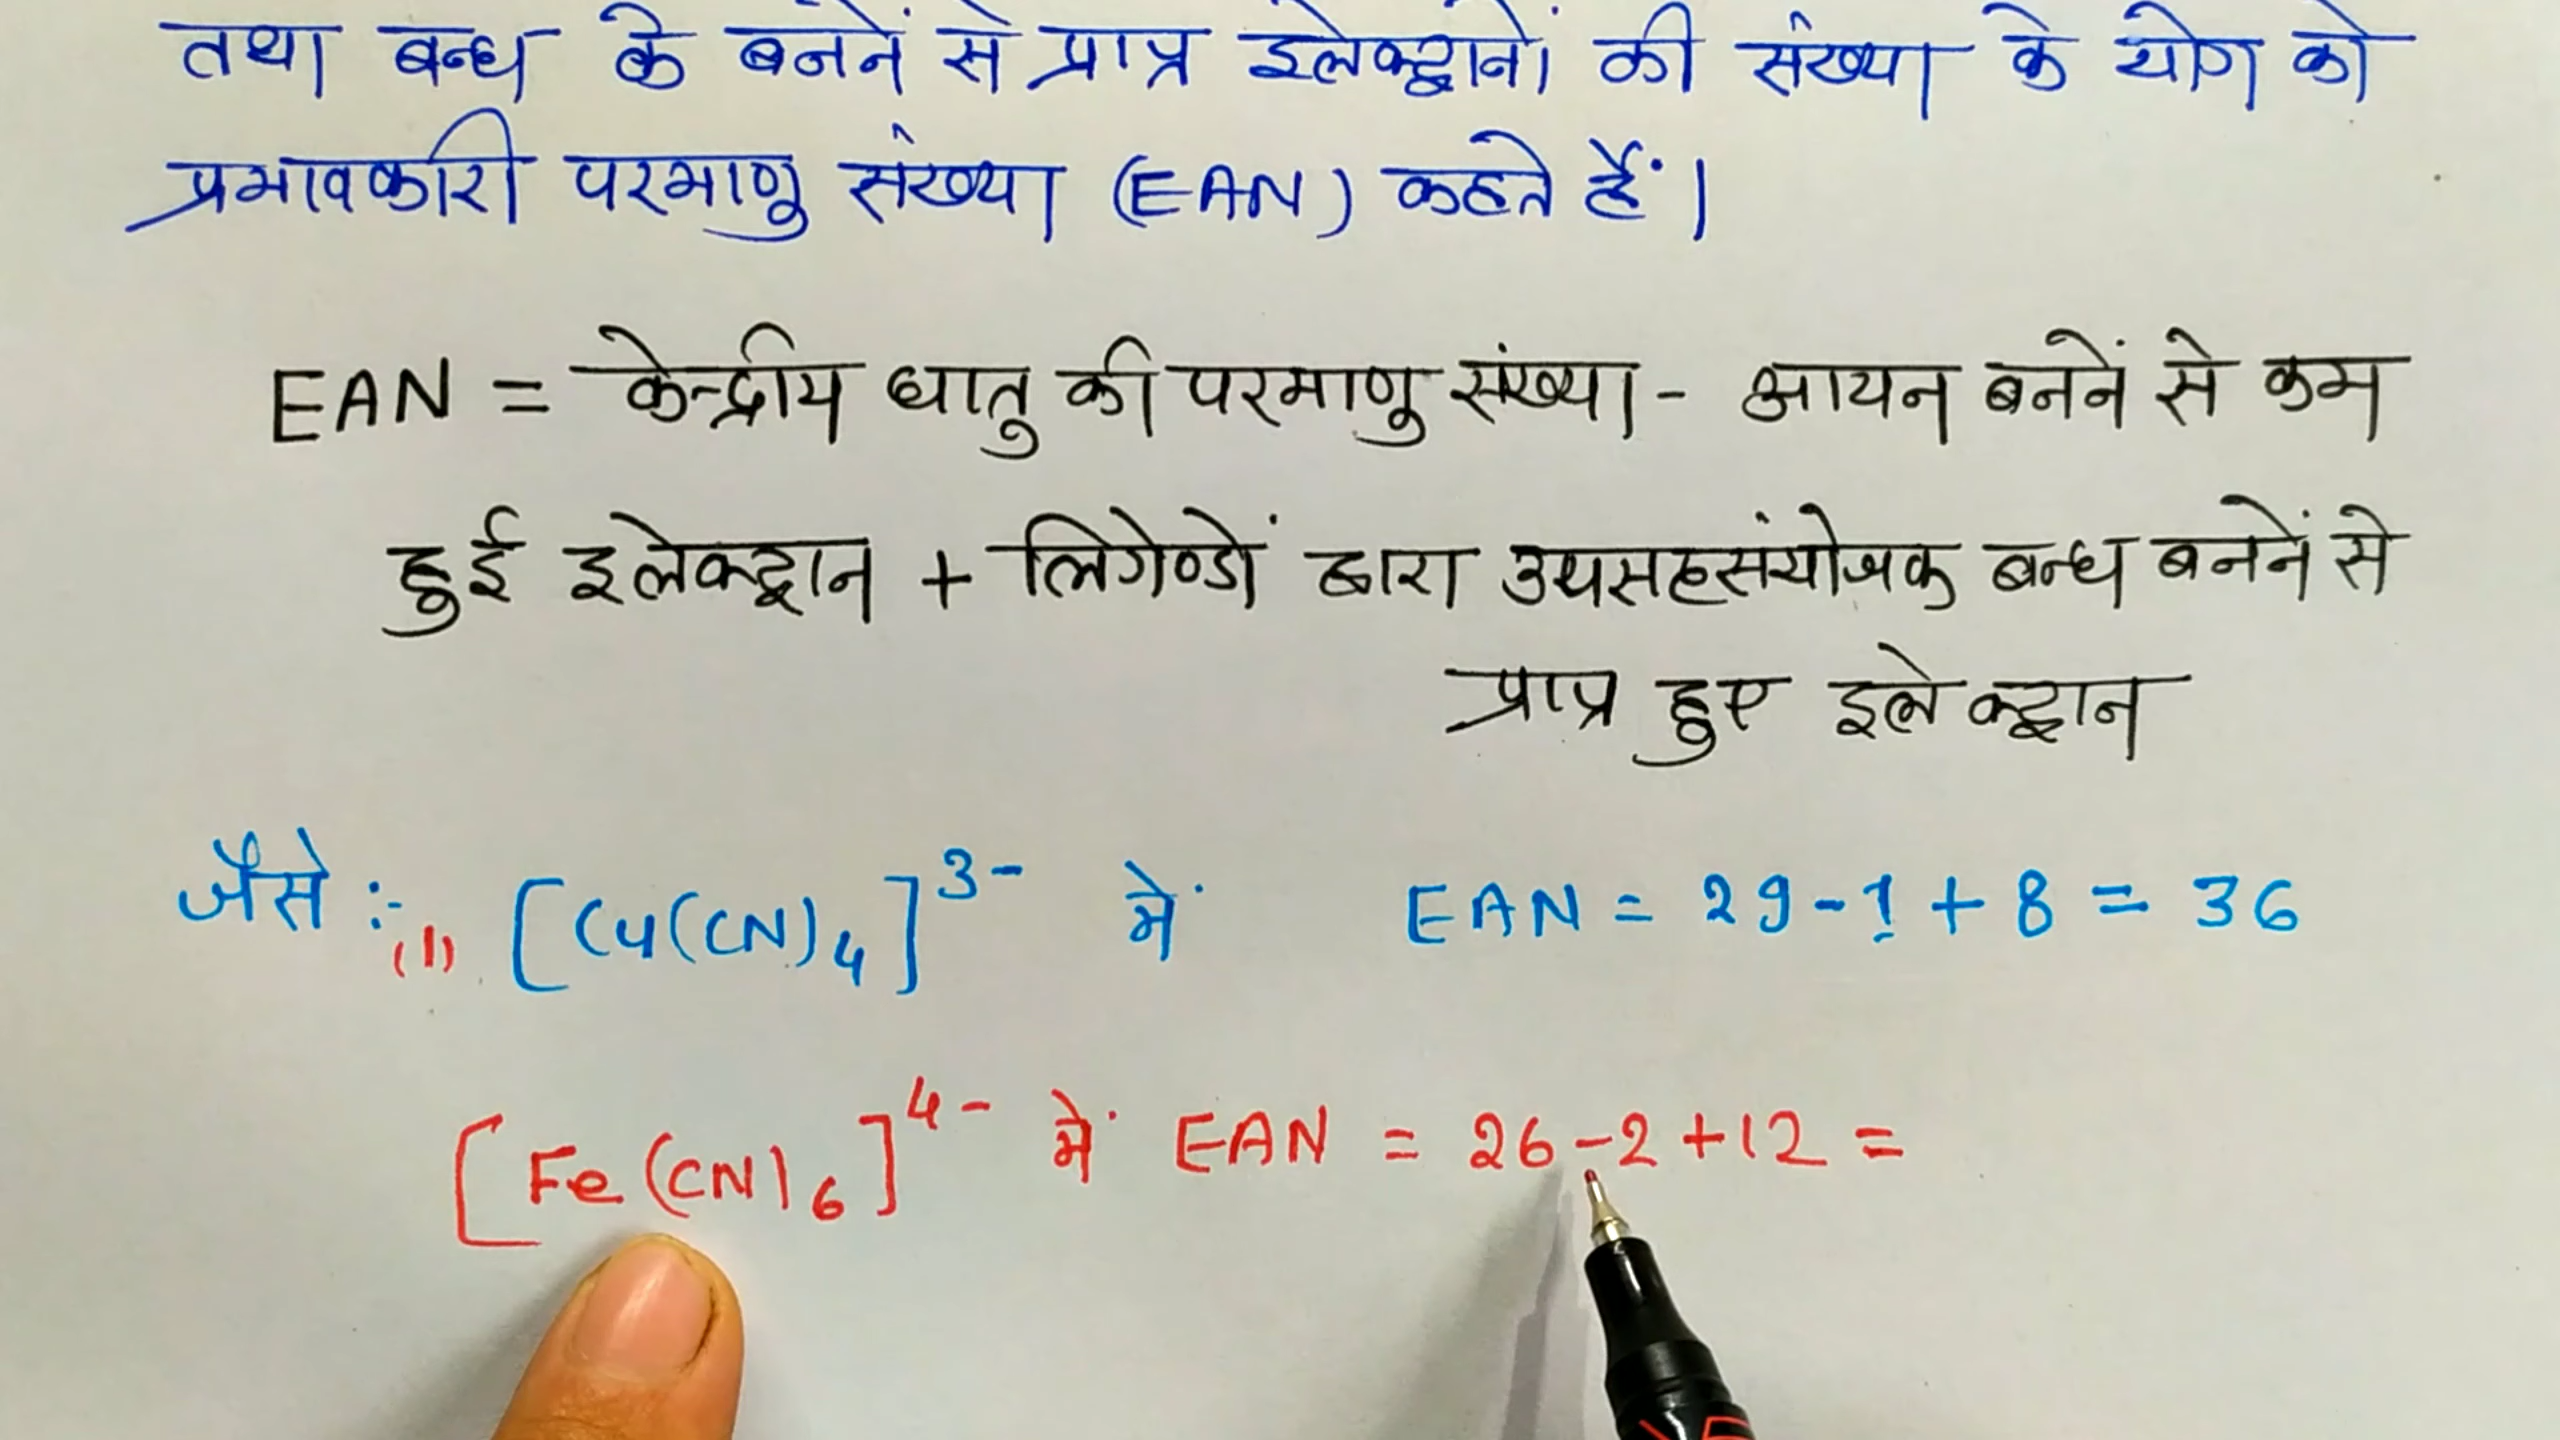 तथा बन्ध के बननें से प्राप्त इलेक्ट्रानों की संख्या के योग को
प्रभावकारी परमाणु संख्या (EAN) कहते हैं।
EAN = केन्द्रीय धातु की परमाणु संख्या - आयन बननें से कम
हुई इलेक्ट्रान + लिगेण्डों द्वारा उपसहसंयोजक बन्ध बननें से
प्राप्त हुए इलेक्ट्रान
जैसे :- (1) [Cu(CN)4]3- में EAN = 29-1+8 = 36
[Fe(CN)6]4- में EAN = 26-2+12 =